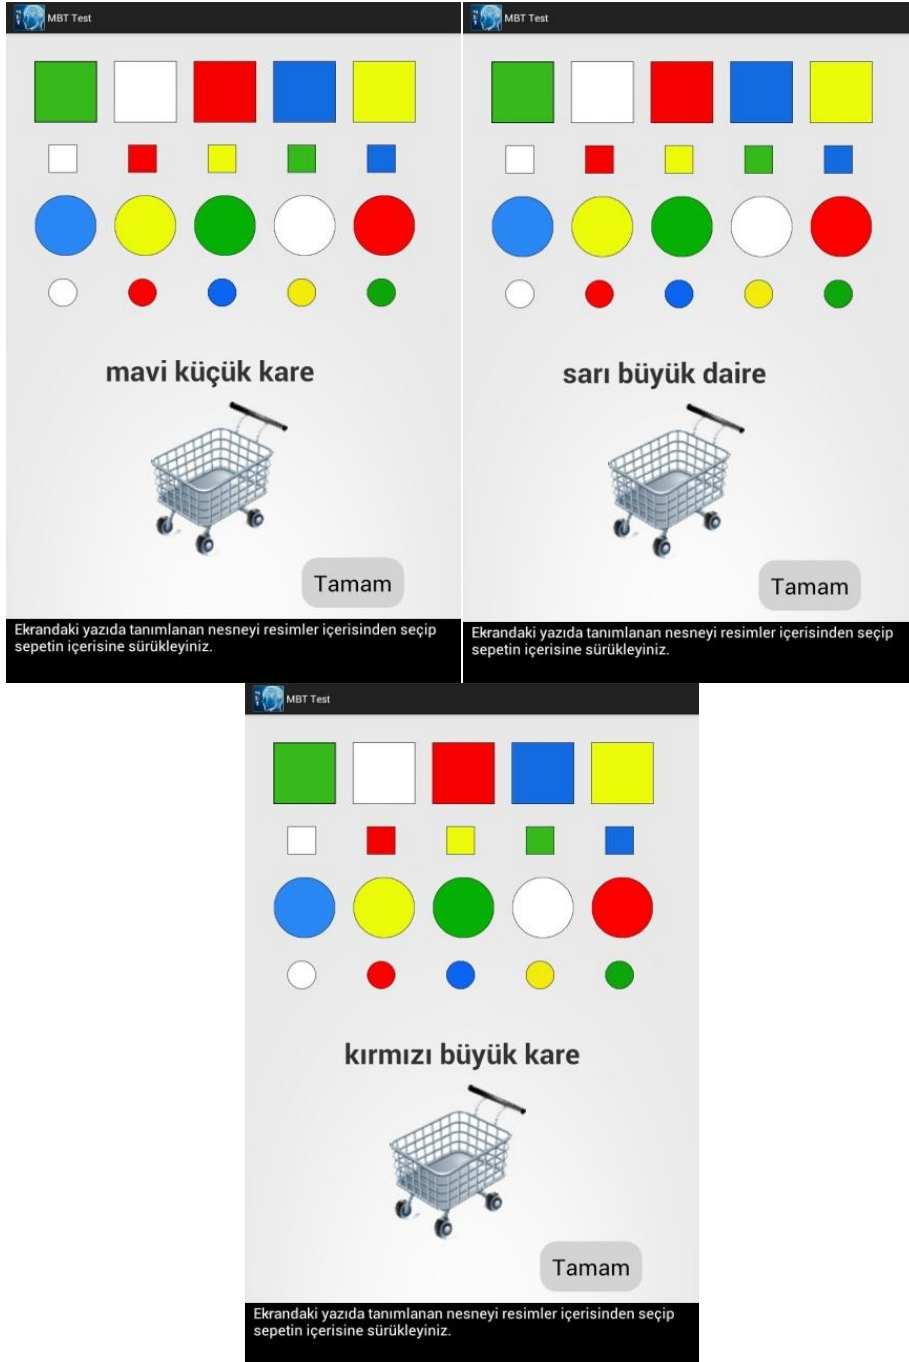 MBT Test
mavi küçük kare
Tamam
Ekrandaki yazıda tanımlanan nesneyi resimler içerisinden seçip
sepetin içerisine sürükleyiniz.
MBT Test
sarı büyük daire
Tamam
Ekrandaki yazıda tanımlanan nesneyi resimler içerisinden seçip
sepetin içerisine sürükleyiniz.
MBT Test
kırmızı büyük kare
Tamam
Ekrandaki yazıda tanımlanan nesneyi resimler içerisinden seçip
sepetin içerisine sürükleyiniz.